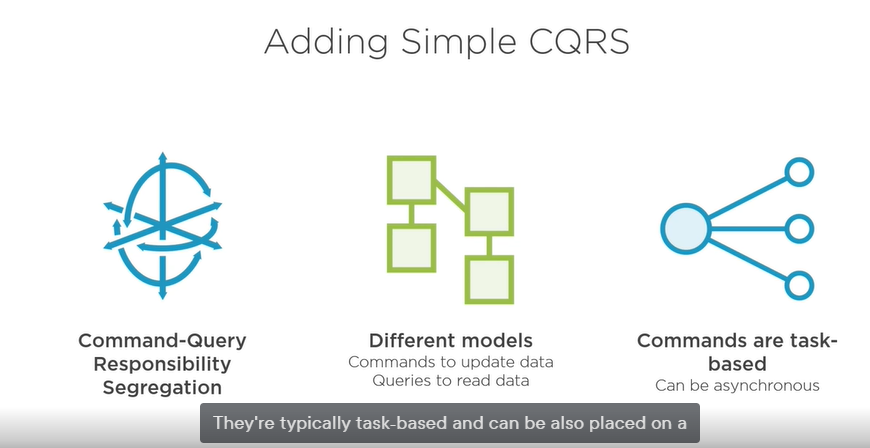 Adding Simple CQRS
Command-Query
Responsibility
Segregation
Different models
Commands to update data
Queries to read data
Commands are task-
based
Can be asynchronous
They're typically task-based and can be also placed on a